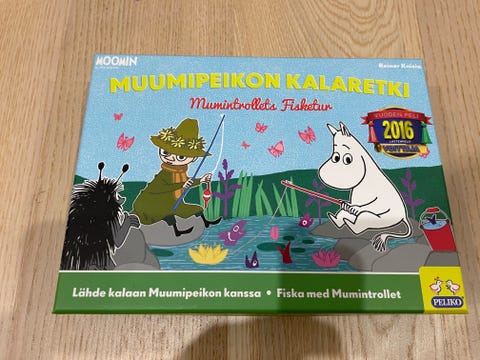 MOOMIN
Reiner Knizia
MUUMIPEIKON KALARETKI
Mumintrollets Fisketur
VUODEN PELI
2016
Lähde kalaan Muumipeikon kanssa • Fiska med Mumintrollet
PELIKO